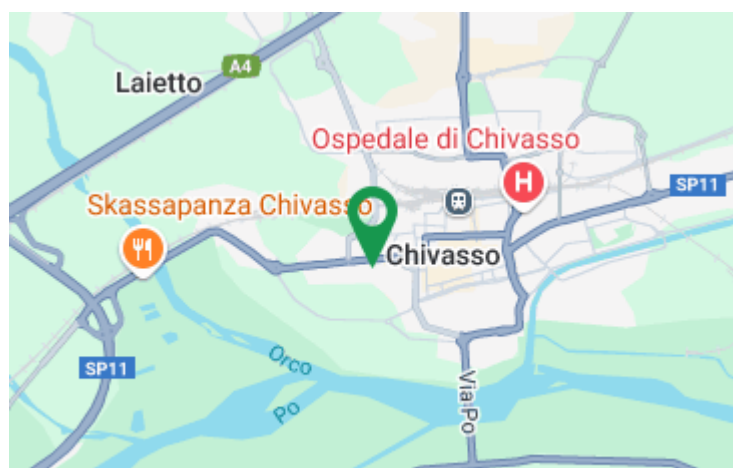 A4
Laietto
Ospedale di Chivasso
H
SP11
Skassapanza Chivasso
Chivasso
Orco
SP11
Po
Via Po